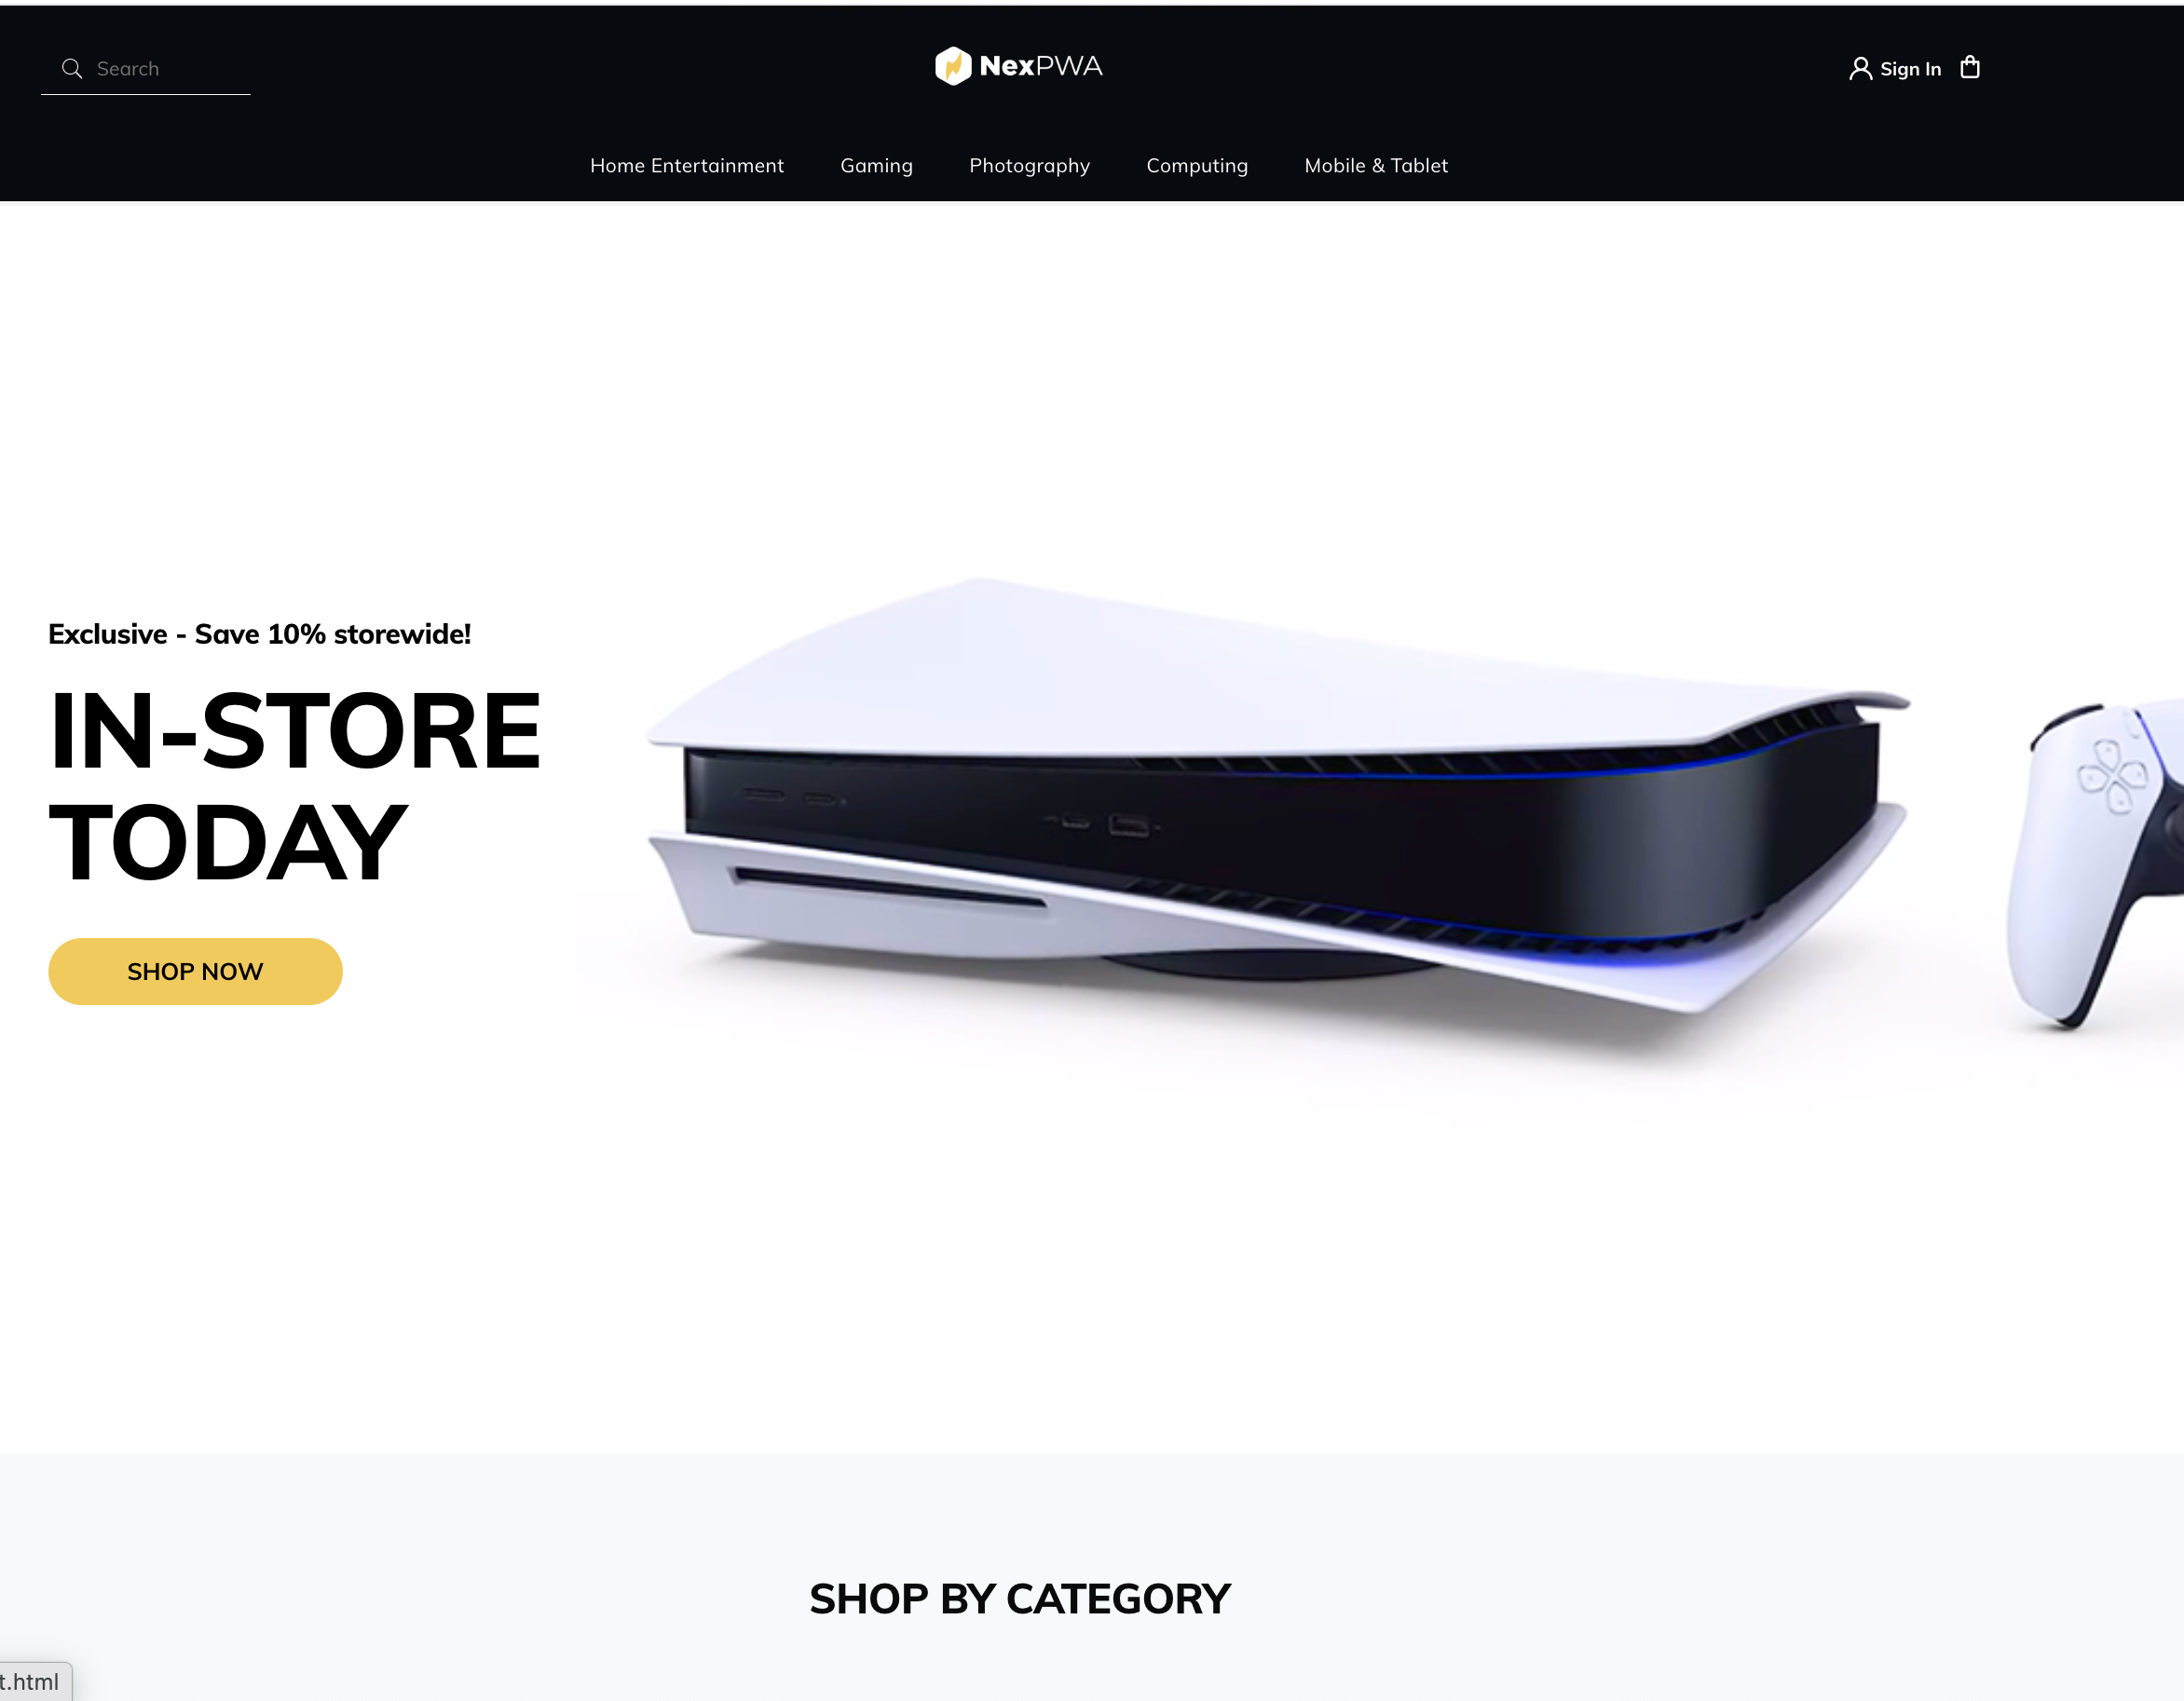 Search
NexPWA
Sign In
Home Entertainment
Gaming
Photography
Computing
Mobile & Tablet
Exclusive - Save 10% storewide!
IN-STORE
TODAY
SHOP NOW
SHOP BY CATEGORY
t.html